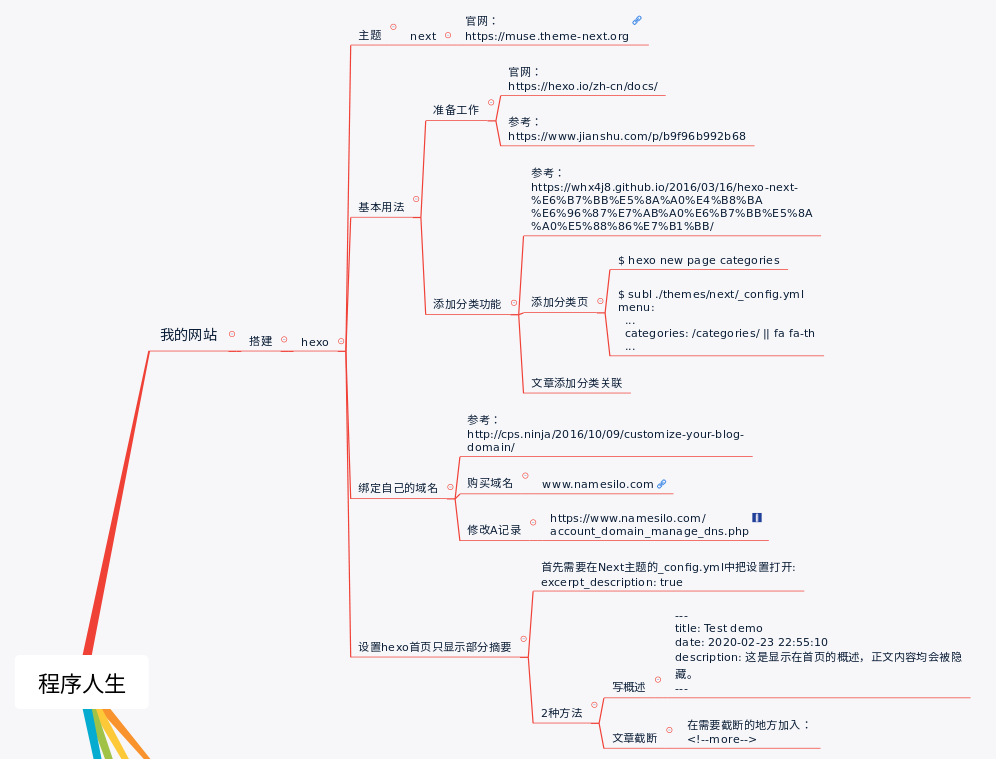 官网：
主题
next
https://muse.theme-next.org
官网：
https://hexo.io/zh-cn/docs/
准备工作
参考：
https://www.jianshu.com/p/b9f96b992b68
基本用法
参考：
https://whx4j8.github.io/2016/03/16/hexo-next-
%E6%B7%BB%E5%8A%A0%E4%B8%BA
%E6%96%87%E7%AB%A0%E6%B7%BB%E5%8A
%A0%E5%88%86%E7%B1%BB/
添加分类功能
添加分类页
$ hexo new page categories
$ subl ./themes/next/_config.yml
menu:
...
categories: /categories/ || fa fa-th
...
文章添加分类关联
我的网站
搭建
hexo
参考：
http://cps.ninja/2016/10/09/customize-your-blog-
domain/
绑定自己的域名
购买域名
www.namesilo.com
修改A记录
https://www.namesilo.com/
account_domain_manage_dns.php
首先需要在Next主题的_config.yml中把设置打开:
excerpt_description: true
设置hexo首页只显示部分摘要
---
title: Test demo
date: 2020-02-23 22:55:10
description: 这是显示在首页的概述，正文内容均会被隐
藏。
---
写概述
2种方法
文章截断
在需要截断的地方加入：
<!--more-->
程序人生